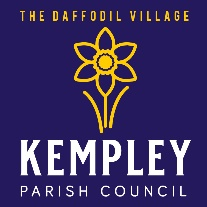 THE DAFFODIL VILLAGE
KEMPLEY
PARISH COUNCIL